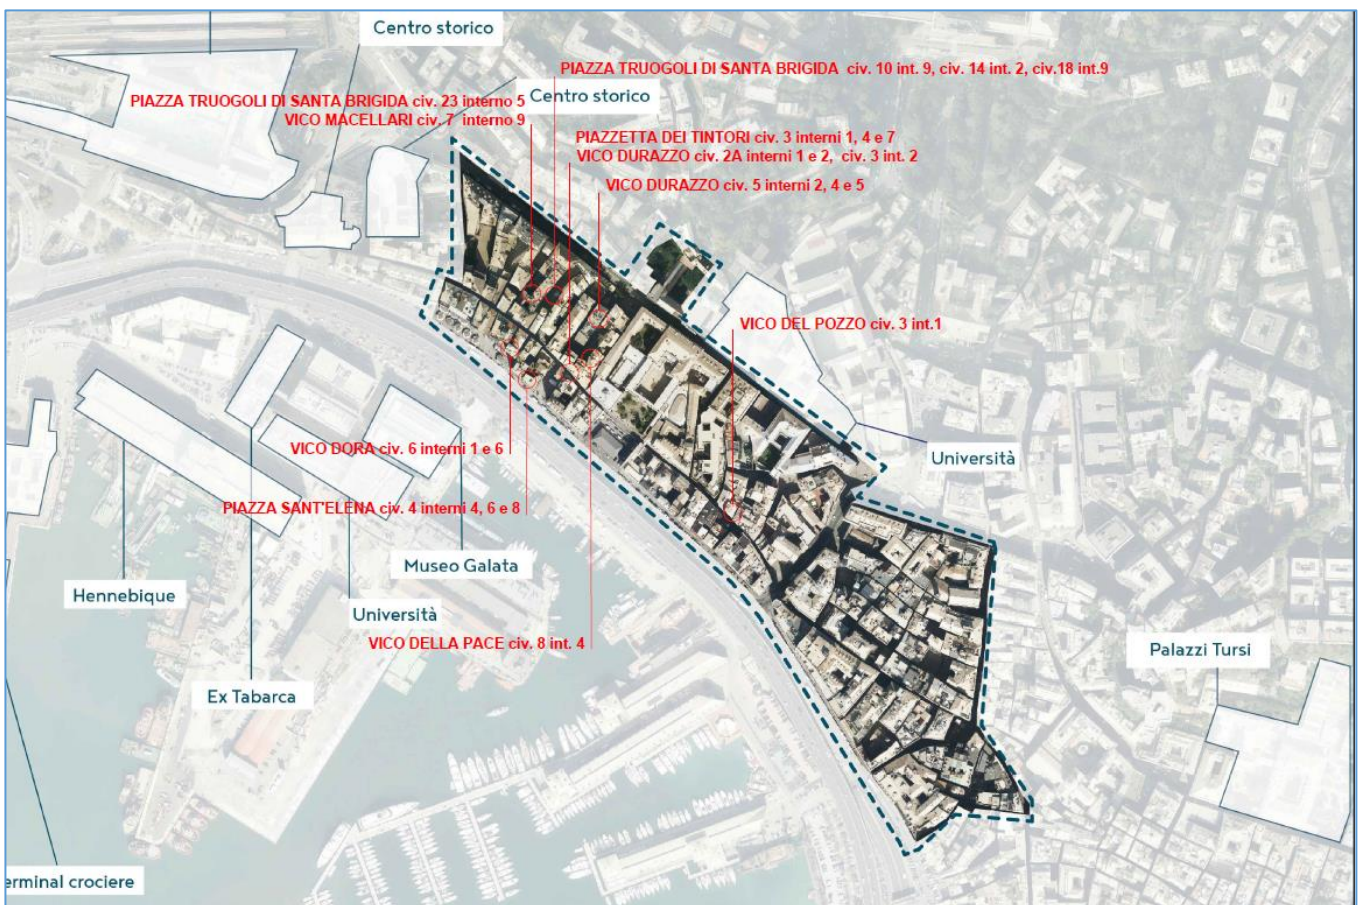 Centro storico
PIAZZA TRUOGOLI DI SANTA BRIGIDA civ. 10 int. 9, civ. 14 int. 2, civ.18 int.9
PIAZZA TRUOGOLI DI SANTA BRIGIDA civ. 23 interno 5
Centro storico
VICO MACELLARI civ. 7 interno 9
PIAZZETTA DEI TINTORI civ. 3 interni 1, 4 e 7
VICO DURAZZO civ. 2A interni 1 e 2, civ. 3 int. 2
VICO DURAZZO civ. 5 interni 2, 4 e 5
VICO DEL POZZO civ. 3 int.1
VICO DORA civ. 6 interni 1 e 6
Università
PIAZZA SANT'ELENA civ. 4 interni 4, 6 e 8
Museo Galata
Hennebique
Università
VICO DELLA PACE civ. 8 int. 4
Palazzi Tursi
Ex Tabarca
erminal crociere